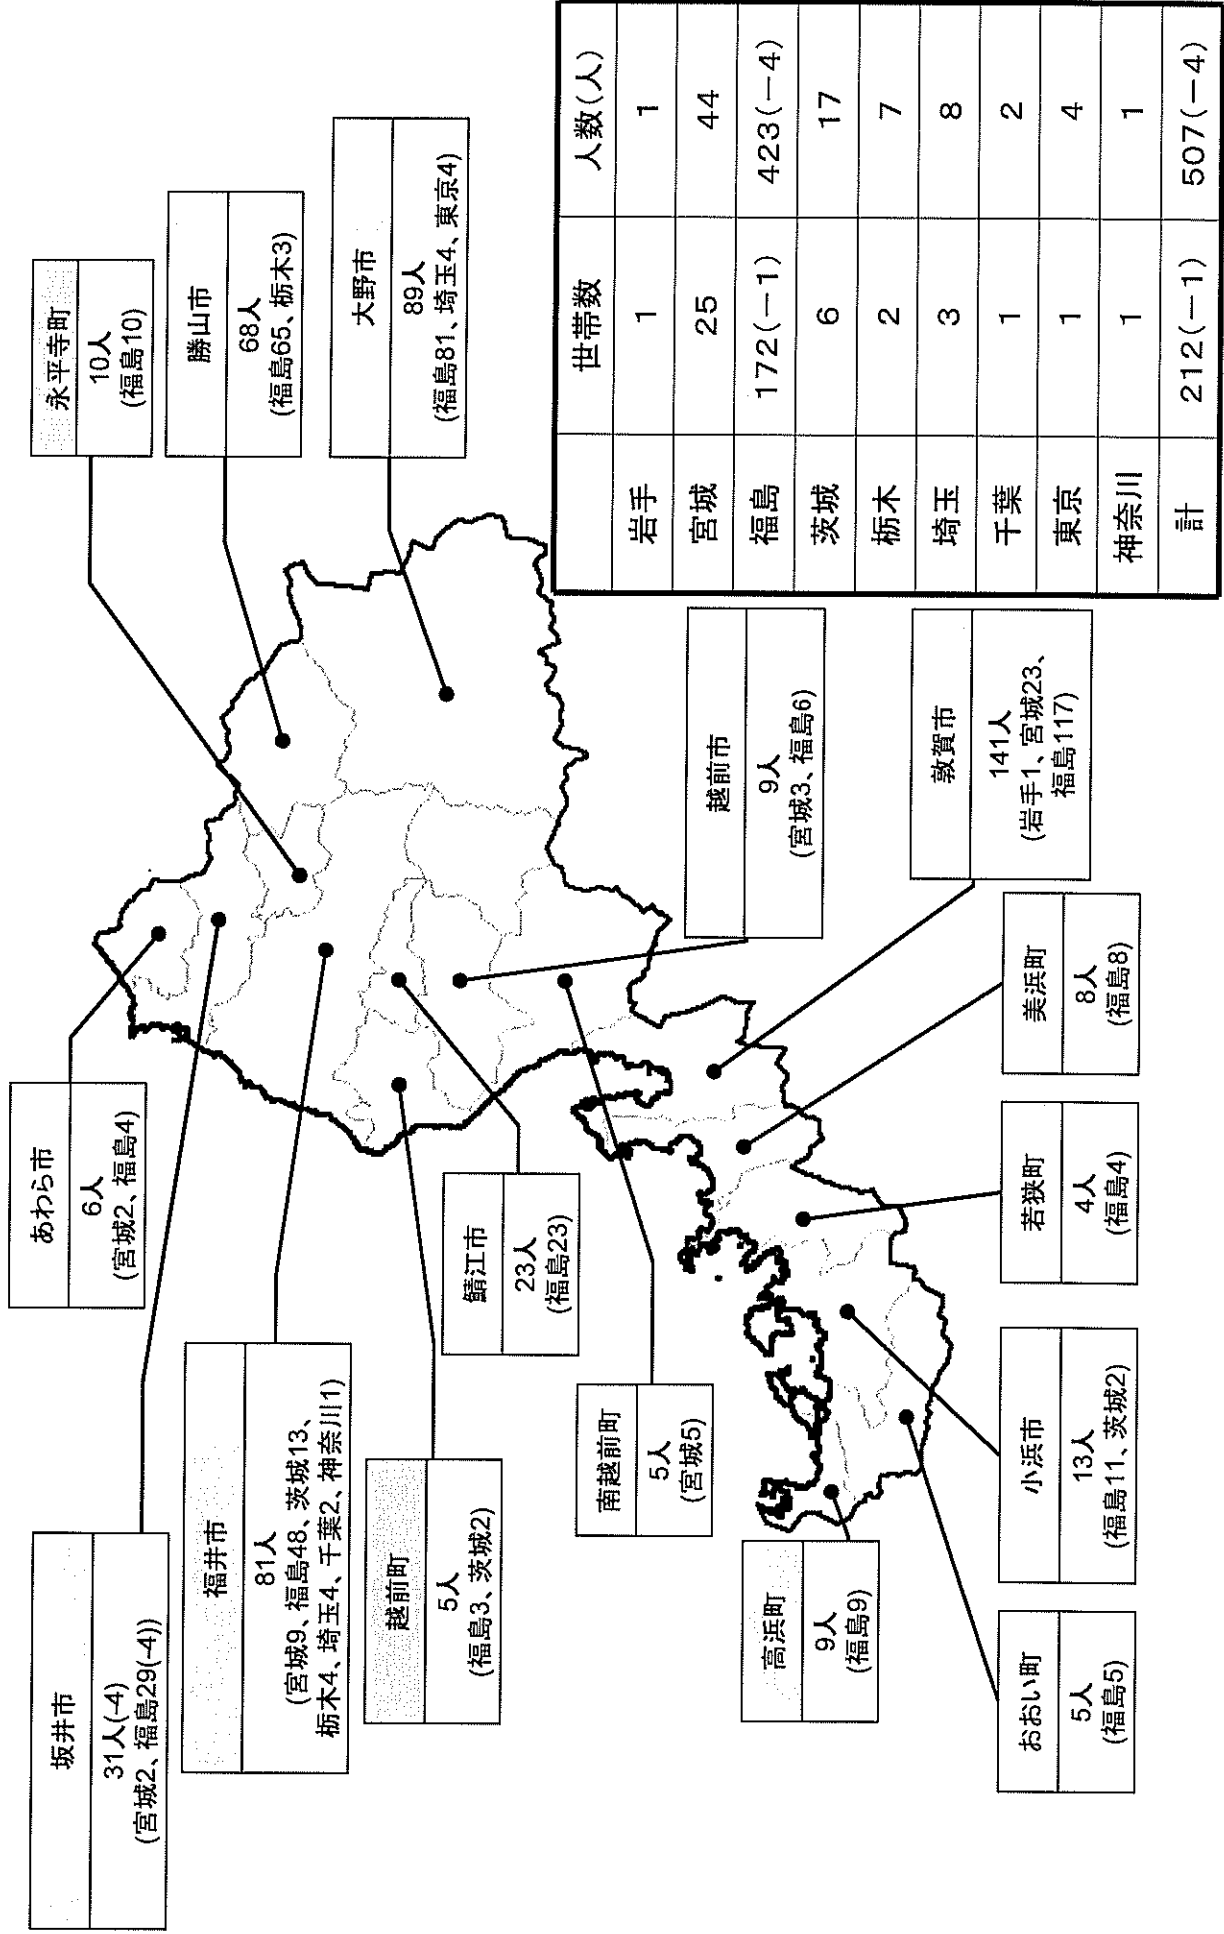 坂井市
31人(-4)
(宮城2、福島29(-4))
あわら市
6人
(宮城2、福島4)
永平寺町
10人
(福島10)
勝山市
68人
(福島65、栃木3)
大野市
89人
(福島81、埼玉4、東京4)
福井市
81人
(宮城9、福島48、茨城13、
栃木4、埼玉4、千葉2、神奈川1)
越前町
5人
(福島3、茨城2)
鯖江市
23人
(福島23)
南越前町
5人
(宮城5)
越前市
9人
(宮城3、福島6)
敦賀市
141人
(岩手1、宮城23、
福島117)
高浜町
9人
(福島9)
おおい町
5人
(福島5)
小浜市
13人
(福島11、茨城2)
若狭町
4人
(福島4)
美浜町
8人
(福島8)
世帯数 人数(人)
岩手 1 1
宮城 25 44
福島 172(-1) 423(-4)
茨城 6 17
栃木 2 7
埼玉 3 8
千葉 1 2
東京 1 4
神奈川 1 1
計 212(-1) 507(-4)